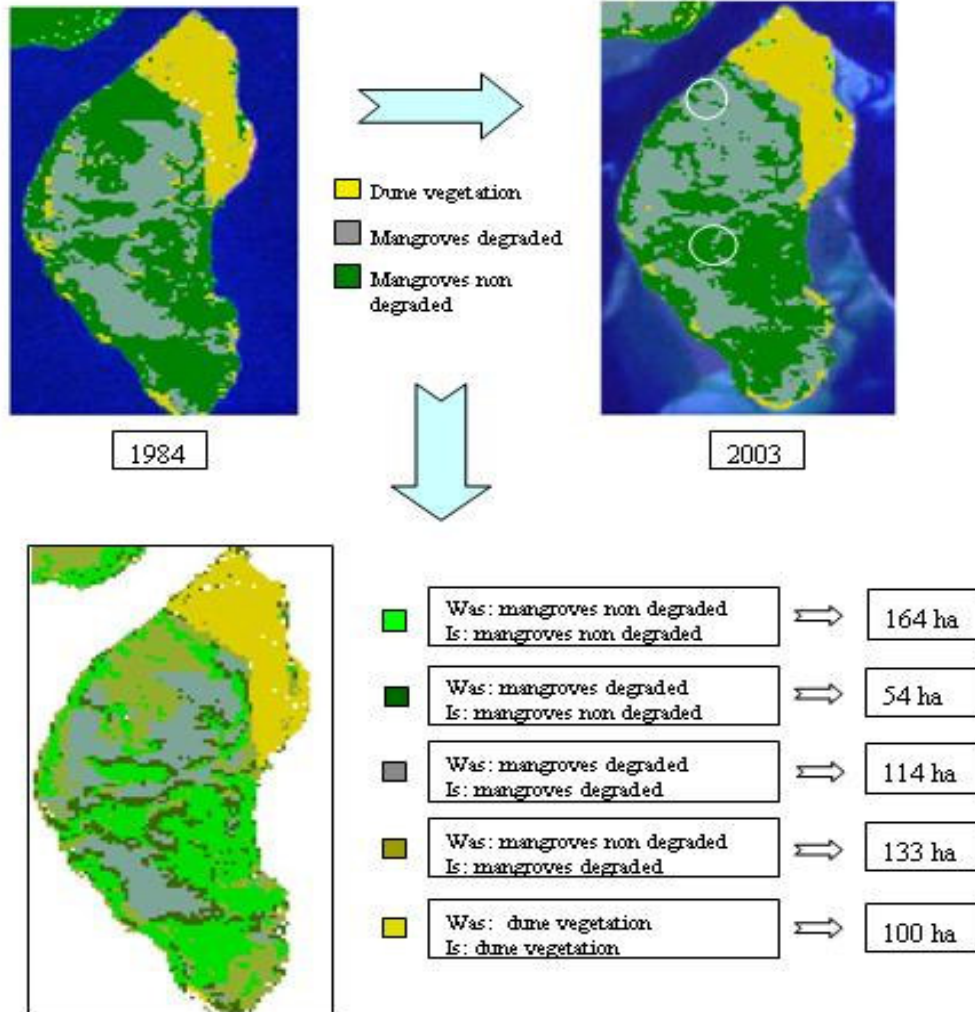 Dune vegetation
Mangroves degraded
Mangroves non
degraded
1984
2003
Was: mangroves non degraded
Is: mangroves non degraded
164 ha
Was: mangroves degraded
Is: mangroves non degraded
54 ha
Was: mangroves degraded
Is: mangroves degraded
114 ha
Was: mangroves non degraded
Is: mangroves degraded
133 ha
Was: dune vegetation
Is: dune vegetation
100 ha